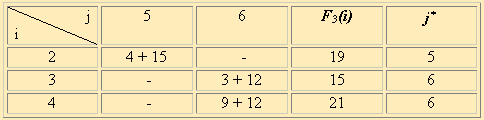 j 5 6 F₃(i) j*
i
2 4 + 15 - 19 5
3 - 3 + 12 15 6
4 - 9 + 12 21 6